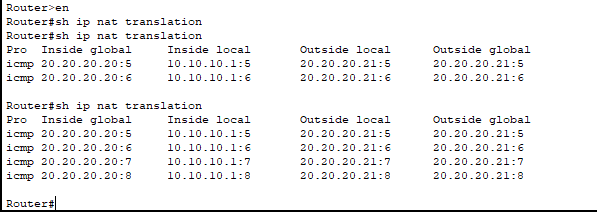 Router>en
Router#sh ip nat translation
Router#sh ip nat translation
Pro  Inside global     Inside local       Outside local      Outside global
icmp 20.20.20.20:5     10.10.10.1:5       20.20.20.21:5      20.20.20.21:5
icmp 20.20.20.20:6     10.10.10.1:6       20.20.20.21:6      20.20.20.21:6
Router#sh ip nat translation
Pro  Inside global     Inside local       Outside local      Outside global
icmp 20.20.20.20:5     10.10.10.1:5       20.20.20.21:5      20.20.20.21:5
icmp 20.20.20.20:6     10.10.10.1:6       20.20.20.21:6      20.20.20.21:6
icmp 20.20.20.20:7     10.10.10.1:7       20.20.20.21:7      20.20.20.21:7
icmp 20.20.20.20:8     10.10.10.1:8       20.20.20.21:8      20.20.20.21:8
Router#